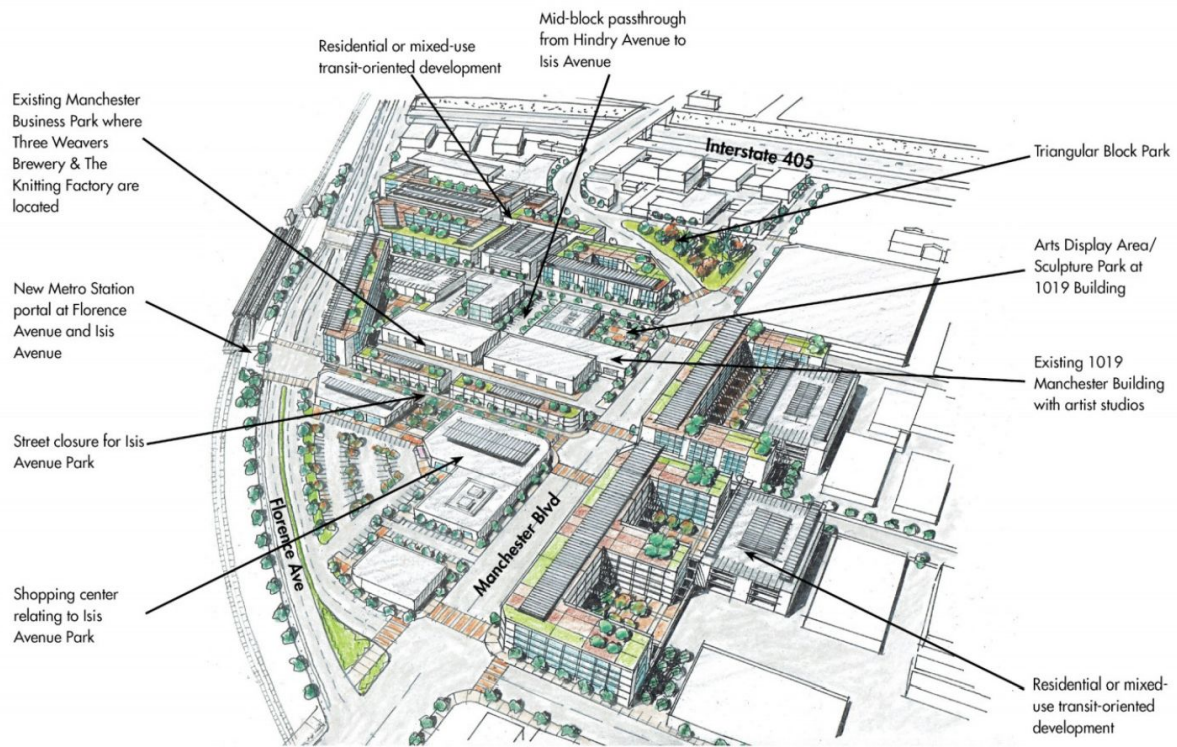 Mid-block passthrough
from Hindry Avenue to
Isis Avenue
Residential or mixed-use
transit-oriented development
Existing Manchester
Business Park where
Three Weavers
Brewery & The
Knitting Factory are
located
Interstate 405
Triangular Block Park
Arts Display Area/
Sculpture Park at
1019 Building
New Metro Station
portal at Florence
Avenue and Isis
Avenue
Existing 1019
Manchester Building
with artist studios
Street closure for Isis
Avenue Park
Florence Ave
Manchester Blvd
Shopping center
relating to Isis
Avenue Park
Residential or mixed-
use transit-oriented
development